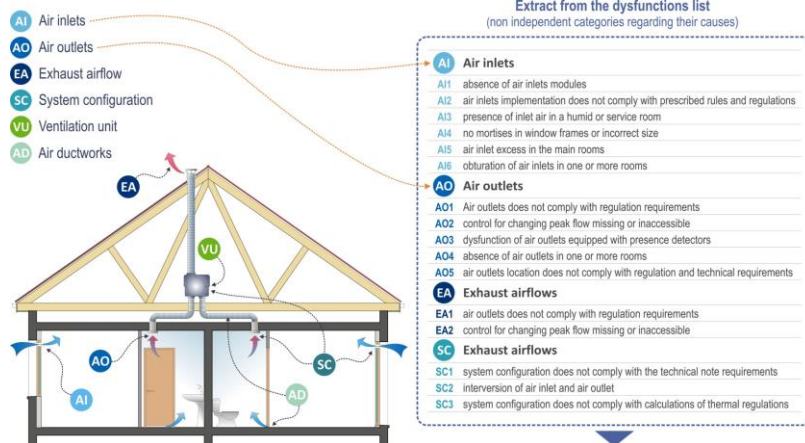 AI Air inlets
AO Air outlets
EA Exhaust airflow
SC System configuration
VU Ventilation unit
AD Air ductworks
EA
VU
AO
SC
AI
AD
Extract from the dysfunctions list
(non independent categories regarding their causes)
AI Air inlets
AI1 absence of air inlets modules
AI2 air inlets implementation does not comply with prescribed rules and regulations
AI3 presence of inlet air in a humid or service room
AI4 no mortises in window frames or incorrect size
AI5 air inlet excess in the main rooms
AI6 obturation of air inlets in one or more rooms
AO Air outlets
AO1 Air outlets does not comply with regulation requirements
AO2 control for changing peak flow missing or inaccessible
AO3 dysfunction of air outlets equipped with presence detectors
AO4 absence of air outlets in one or more rooms
AO5 air outlets location does not comply with regulation and technical requirements
EA Exhaust airflows
EA1 air outlets does not comply with regulation requirements
EA2 control for changing peak flow missing or inaccessible
SC Exhaust airflows
SC1 system configuration does not comply with the technical note requirements
SC2 interversion of air inlet and air outlet
SC3 system configuration does not comply with calculations of thermal regulations